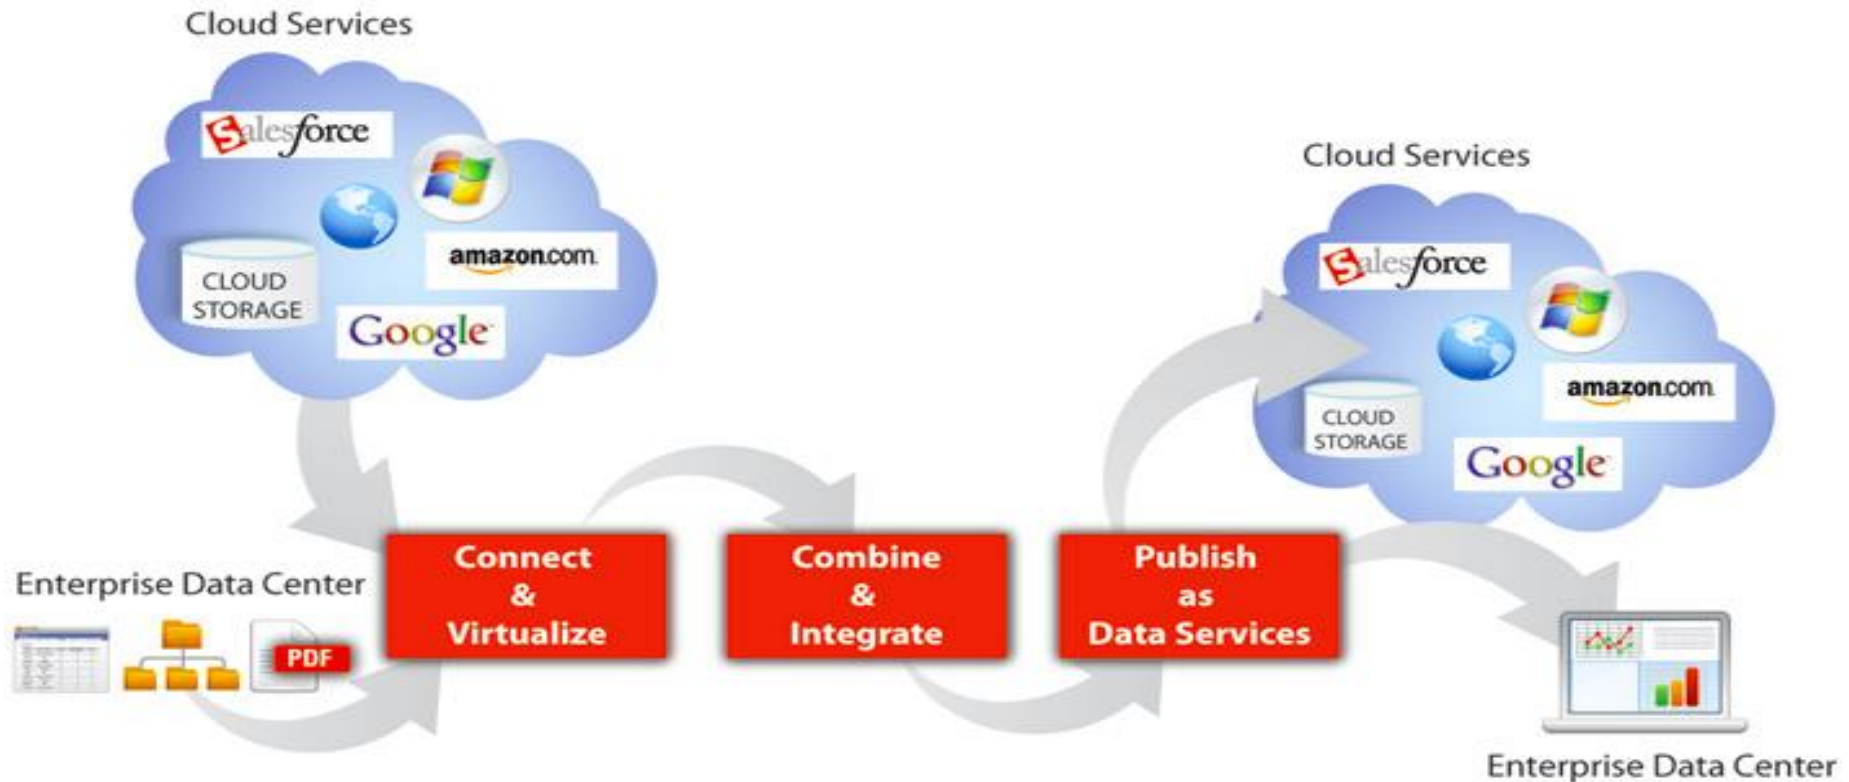 Cloud Services
Salesforce
amazon.com.
CLOUD
STORAGE
Google
Cloud Services
Salesforce
amazon.com.
CLOUD
STORAGE
Google
Enterprise Data Center
PDF
Connect
&
Virtualize
Combine
&
Integrate
Publish
as
Data Services
Enterprise Data Center